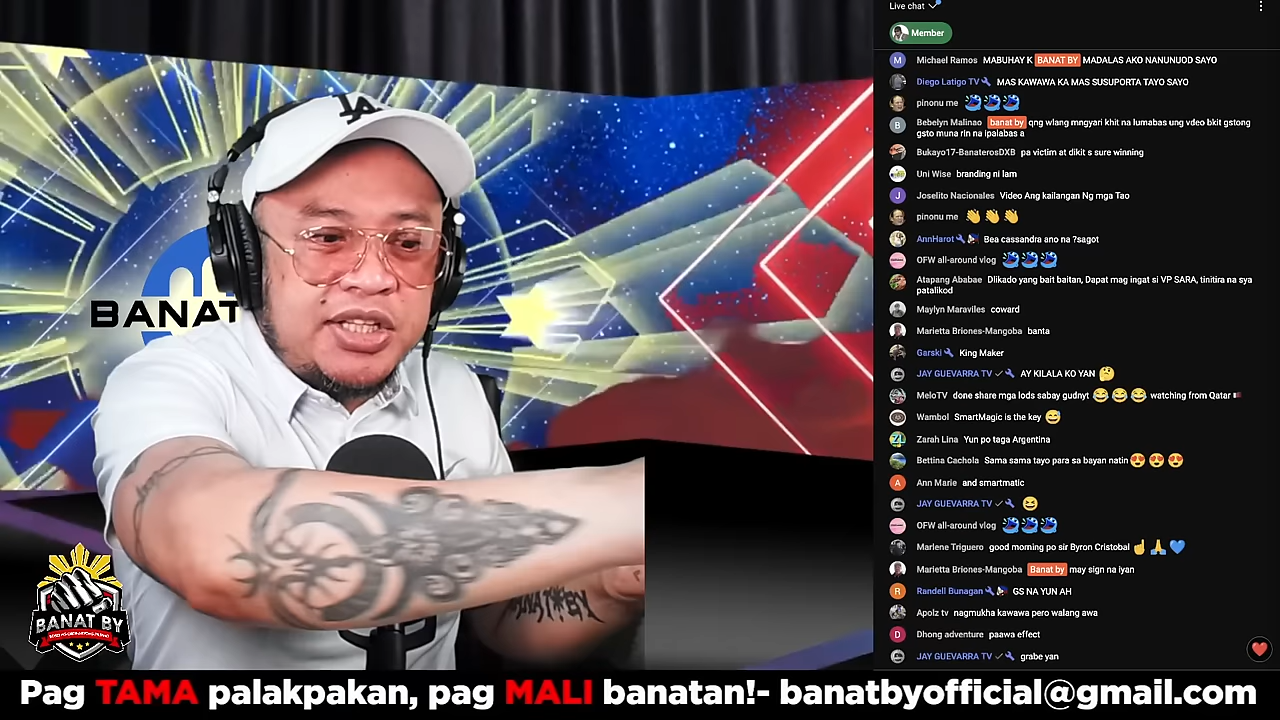 Live chat
Member
Michael Ramos MABUHAY K BANAT BY MADALAS AKO NANUNUOD SAYO
Diego Latigo TV MAS KAWAWA KA MAS SUSUPORTA TAYO SAYO
pinonu me
Bebelyn Malinao banat by qng wlang mngyari khit na lumabas ung vdeo bkit gstong
gsto muna rin na ipalabas a
Bukayo17-BanaterosDXB pa victim at dikit s sure winning
Uni Wise branding ni lam
Joselito Nacionales Video Ang kailangan Ng mga Tao
pinonu me
AnnHarot Bea cassandra ano na ?sagot
OFW all-around vlog
Atapang Ababae Dlikado yang bait baitan, Dapat mag ingat si VP SARA, tinitira na sya
patalikod
Maylyn Maraviles coward
Marietta Briones-Mangoba banta
Garski King Maker
JAY GUEVARRA TV AY KILALA KO YAN 🤔
MeloTV done share mga lods sabay gudnyt 😂 😂 😂 watching from Qatar 🇶🇦
Wambol SmartMagic is the key 😅
Zarah Lina Yun po taga Argentina
Bettina Cachola Sama sama tayo para sa bayan natin 😍 😍 😍
Ann Marie and smartmatic
JAY GUEVARRA TV 😆
OFW all-around vlog
Marlene Triguero good morning po sir Byron Cristobal ☝️ 🙏 💙
Marietta Briones-Mangoba Banat by may sign na iyan
Randell Bunagan GS NA YUN AH
Apolz tv nagmukha kawawa pero walang awa
Dhong adventure paawa effect
JAY GUEVARRA TV grabe yan
LA
BANAT
BANAT BY
BANAT BY
Pag TAMA palakpakan, pag MALI banatan!- banatbyofficial@gmail.com